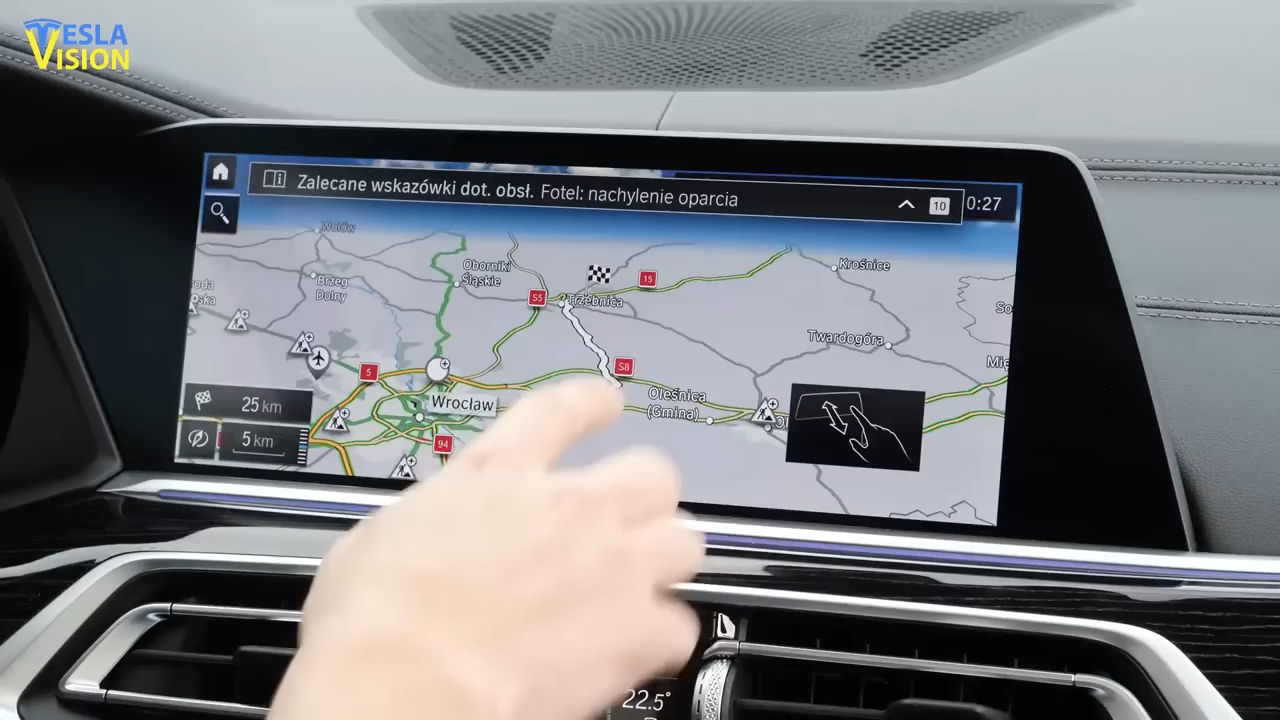 TESLA
VISION
Zalecane wskazówki dot. obsł. Fotel: nachylenie oparcia
10
0:27
Wołów
Oborniki
Śląskie
Brzeg
Dolny
S5
Trzebnica
15
Krośnice
Twardogóra
5
S8
Oleśnica
(Gmina)
Wrocław
94
25 km
5 km
22.5°